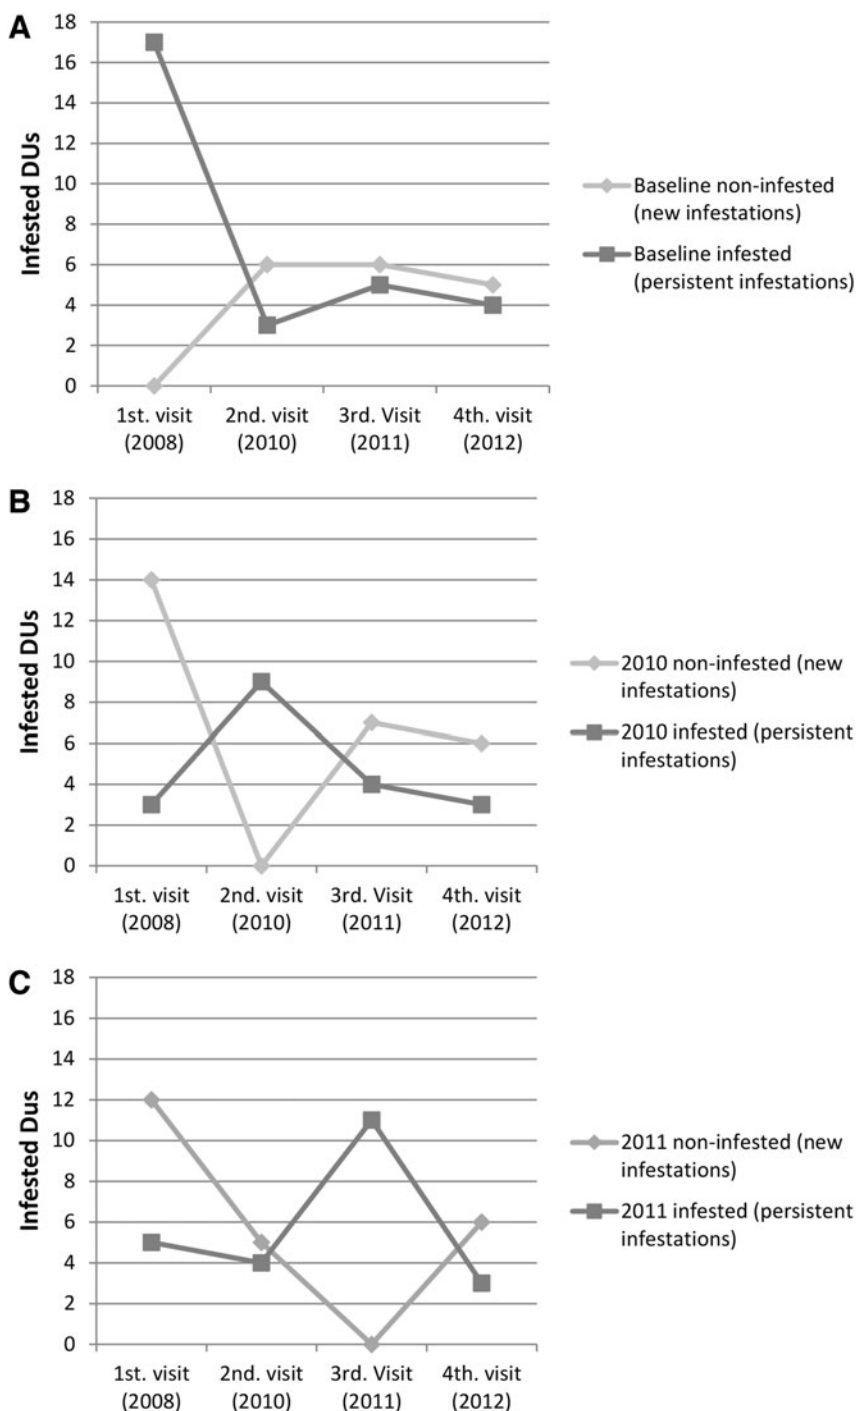 A
Infested DUs
18
16
14
12
10
8
6
4
2
0
1st. visit
(2008)
2nd. visit
(2010)
3rd. Visit
(2011)
4th. visit
(2012)
Baseline non-infested
(new infestations)
Baseline infested
(persistent infestations)
B
Infested DUs
18
16
14
12
10
8
6
4
2
0
1st. visit
(2008)
2nd. visit
(2010)
3rd. Visit
(2011)
4th. visit
(2012)
2010 non-infested (new
infestations)
2010 infested (persistent
infestations)
C
Infested Dus
18
16
14
12
10
8
6
4
2
0
1st. visit
(2008)
2nd. visit
(2010)
3rd. Visit
(2011)
4th. visit
(2012)
2011 non-infested (new
infestations)
2011 infested (persistent
infestations)